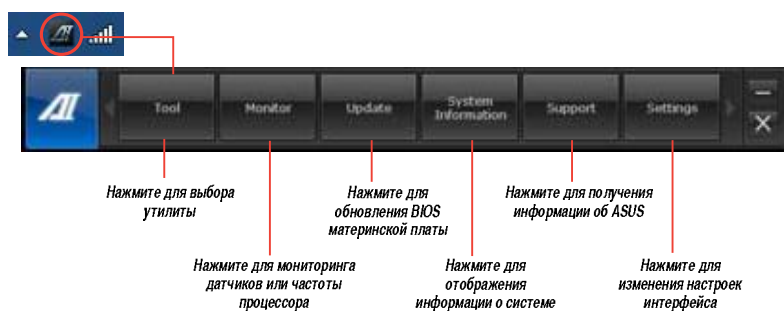 Tool
Monitor
Update
System
Information
Support
Settings
Нажмите для выбора
утилиты
Нажмите для
обновления BIOS
материнской платы
Нажмите для получения
информации об ASUS
Нажмите для мониторинга
датчиков или частоты
процессора
Нажмите для
отображения
информации о системе
Нажмите для
изменения настроек
интерфейса